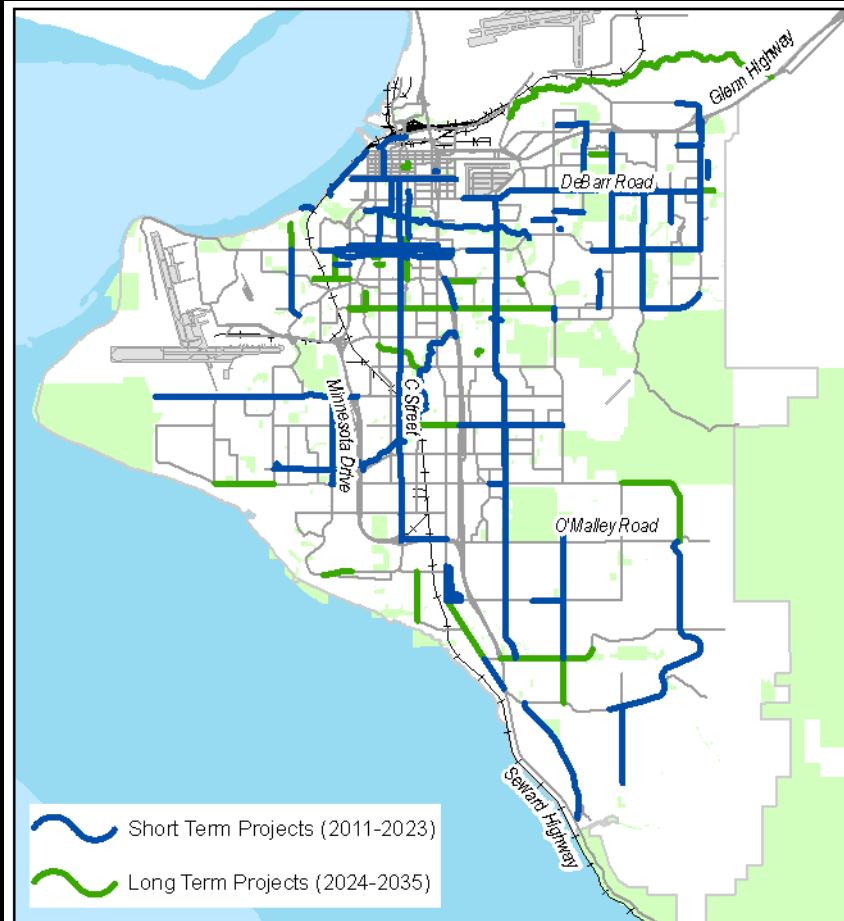 Glenn Highway
DeBarr Road
Minnesota Drive
C Street
O'Malley Road
Seward Highway
Short Term Projects (2011-2023)
Long Term Projects (2024-2035)